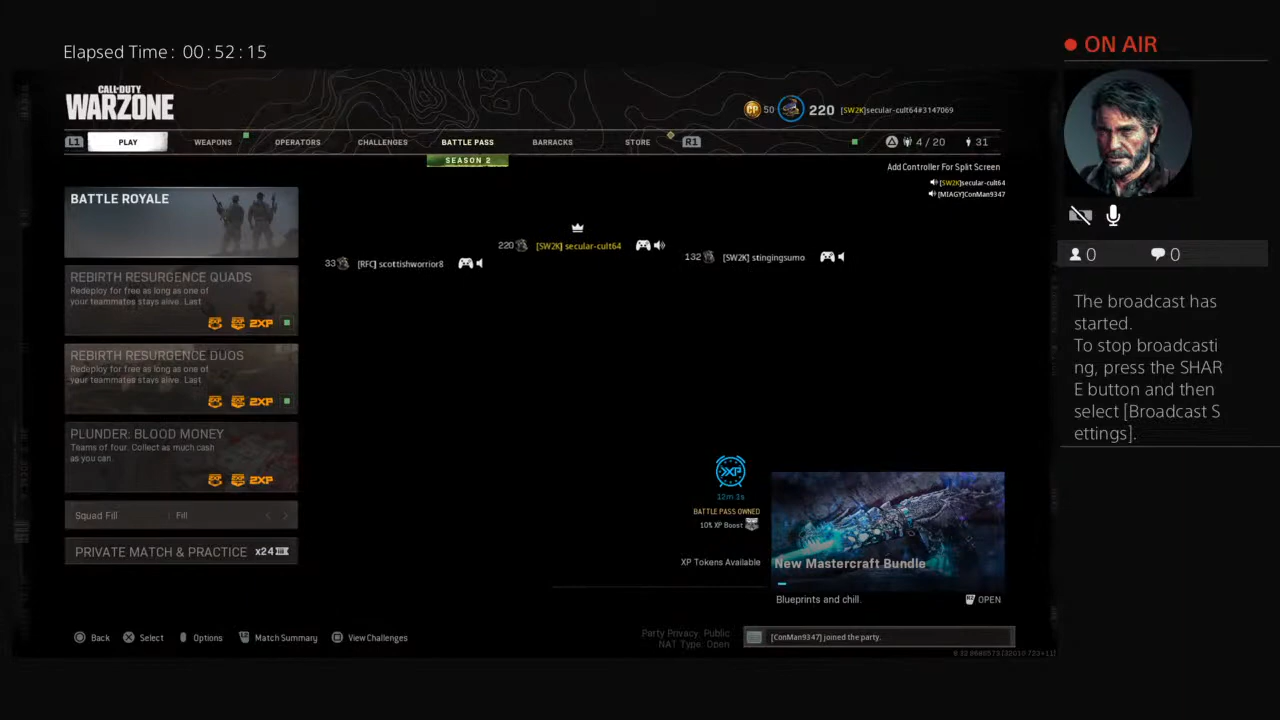 Elapsed Time: 00:52:15
ON AIR
CALL OF DUTY
WARZONE
CP 50 220 [SW2K]secular-cult64#3147069
L1 PLAY WEAPONS OPERATORS CHALLENGES BATTLE PASS BARRACKS STORE R1 4 / 20 31
SEASON 2
Add Controller For Split Screen
[SW2K]secular-cult64
[MIAGY]ConMan9347
BATTLE ROYALE
220 [SW2K] secular-cult64
33 [RFC] scottishworrior8
132 [SW2K] stingingsumo
0 0
REBIRTH RESURGENCE QUADS
Redeploy for free as long as one of
your teammates stays alive. Last
2XP
REBIRTH RESURGENCE DUOS
Redeploy for free as long as one of
your teammates stays alive. Last
2XP
PLUNDER: BLOOD MONEY
Teams of four. Collect as much cash
as you can.
2XP
Squad Fill Fill
PRIVATE MATCH & PRACTICE x24
The broadcast has
started.
To stop broadcasti
ng, press the SHAR
E button and then
select [Broadcast S
ettings].
XP
12m 1s
BATTLE PASS OWNED
10% XP Boost
XP Tokens Available
New Mastercraft Bundle
Blueprints and chill.
OPEN
Back Select Options Match Summary View Challenges
Party Privacy: Public
NAT Type: Open
[ConMan9347] joined the party.